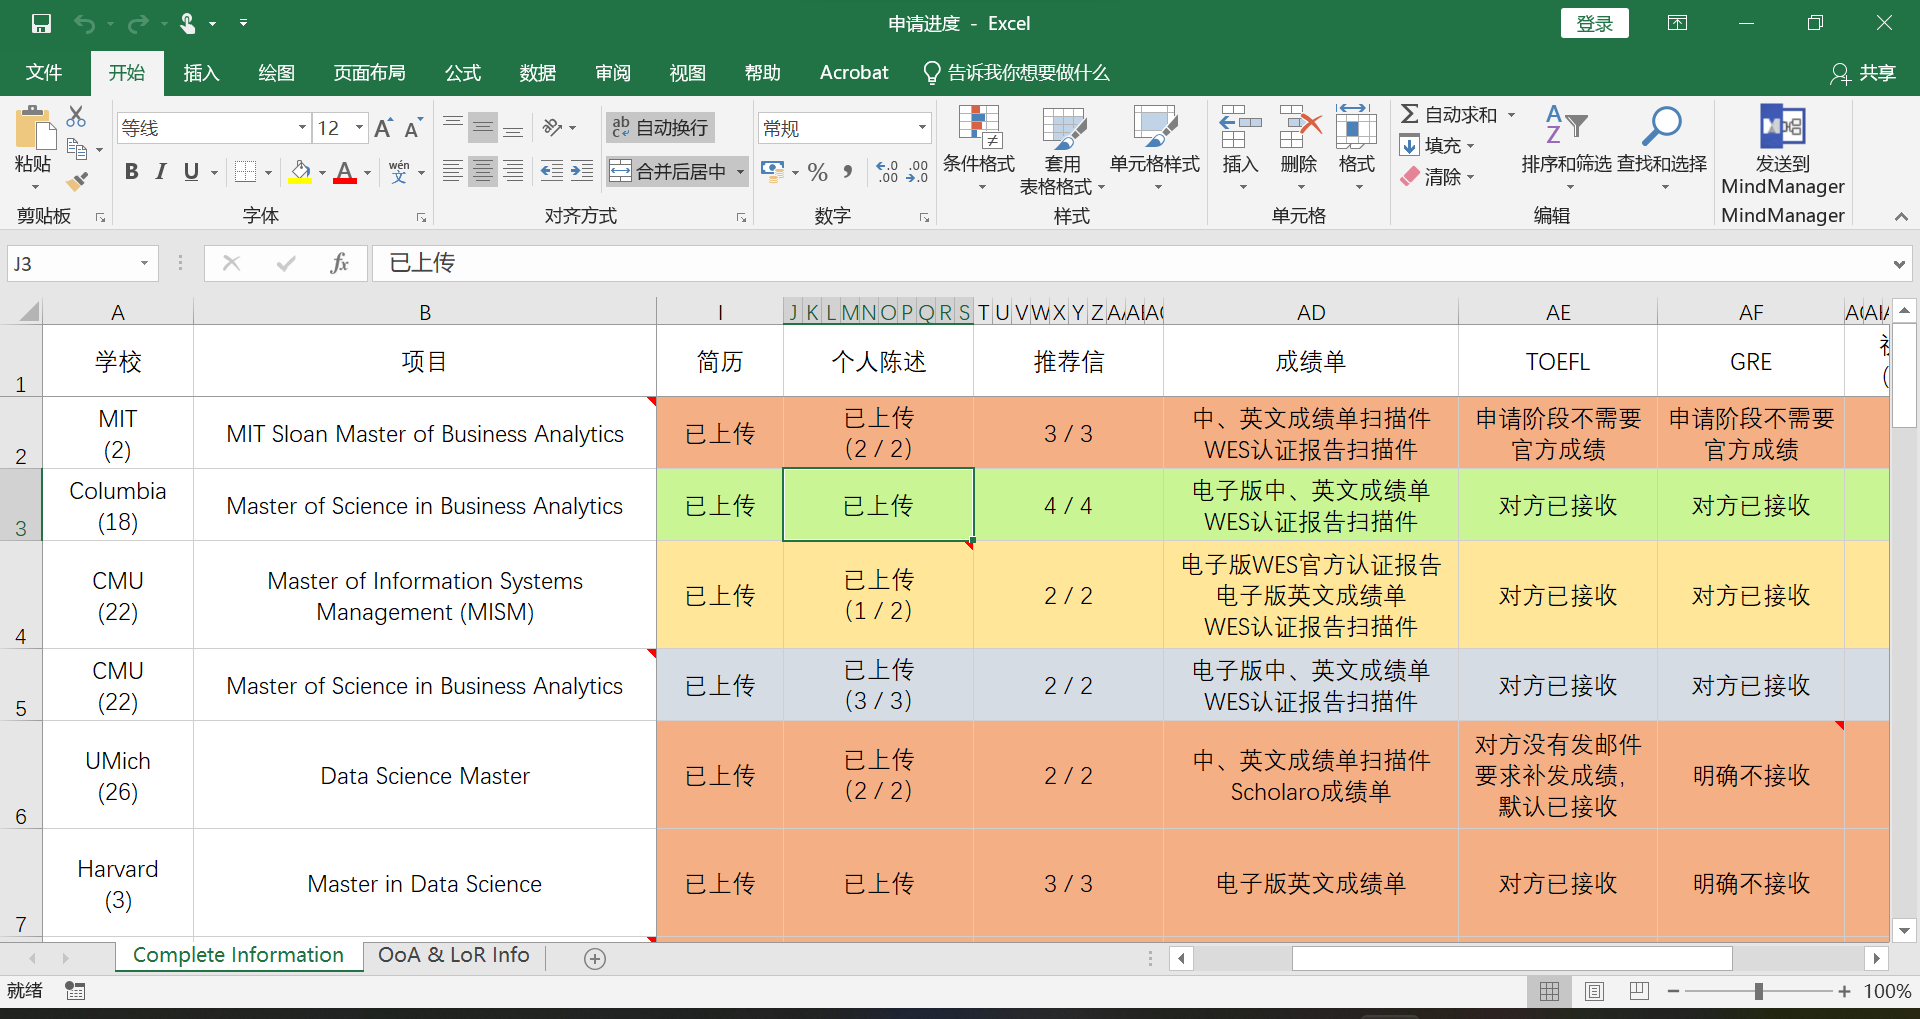 申请进度 - Excel
登录
文件 开始 插入 绘图 页面布局 公式 数据 审阅 视图 帮助 Acrobat 告诉我你想要做什么 共享
粘贴
剪贴板
等线 12
B I U A wén 文
字体
ab 自动换行
合并后居中
对齐方式
常规
% , .00
数字
条件格式 套用 表格格式 单元格样式
样式
插入 删除 格式
单元格
Σ 自动求和
填充
清除
排序和筛选 查找和选择
编辑
发送到
MindManager
MindManager
J3 fx 已上传
A B I J K L M N O P Q R S T U V W X Y Z AD AE AF
1 学校 项目 简历 个人陈述 推荐信 成绩单 TOEFL GRE
2 MIT
(2)
MIT Sloan Master of Business Analytics
已上传
已上传
(2 / 2)
3 / 3
中、英文成绩单扫描件
WES认证报告扫描件
申请阶段不需要
官方成绩
申请阶段不需要
官方成绩
3 Columbia
(18)
Master of Science in Business Analytics
已上传
已上传
4 / 4
电子版中、英文成绩单
WES认证报告扫描件
对方已接收
对方已接收
4 CMU
(22)
Master of Information Systems
Management (MISM)
已上传
已上传
(1 / 2)
2 / 2
电子版WES官方认证报告
电子版英文成绩单
WES认证报告扫描件
对方已接收
对方已接收
5 CMU
(22)
Master of Science in Business Analytics
已上传
已上传
(3 / 3)
2 / 2
电子版中、英文成绩单
WES认证报告扫描件
对方已接收
对方已接收
6 UMich
(26)
Data Science Master
已上传
已上传
(2 / 2)
2 / 2
中、英文成绩单扫描件
Scholaro成绩单
对方没有发邮件
要求补发成绩,
默认已接收
明确不接收
7 Harvard
(3)
Master in Data Science
已上传
已上传
3 / 3
电子版英文成绩单
对方已接收
明确不接收
Complete Information OoA & LoR Info
就绪
100%